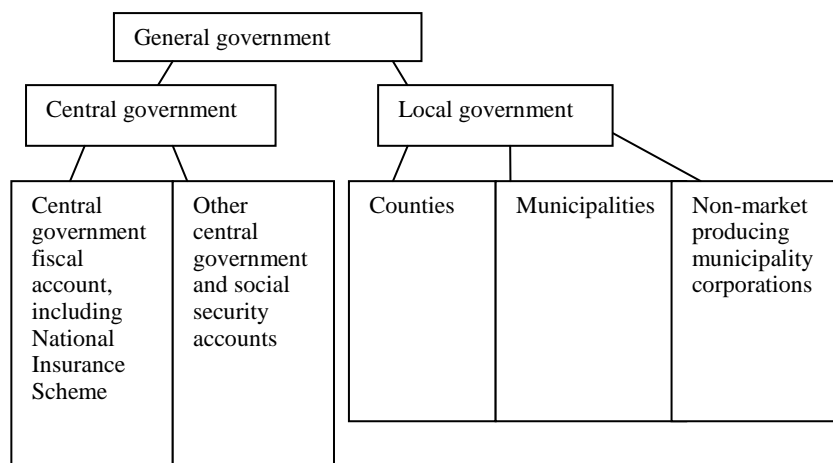 General government
Central government
Local government
Central
government
fiscal
account,
including
National
Insurance
Scheme
Other
central
government
and social
security
accounts
Counties
Municipalities
Non-market
producing
municipality
corporations